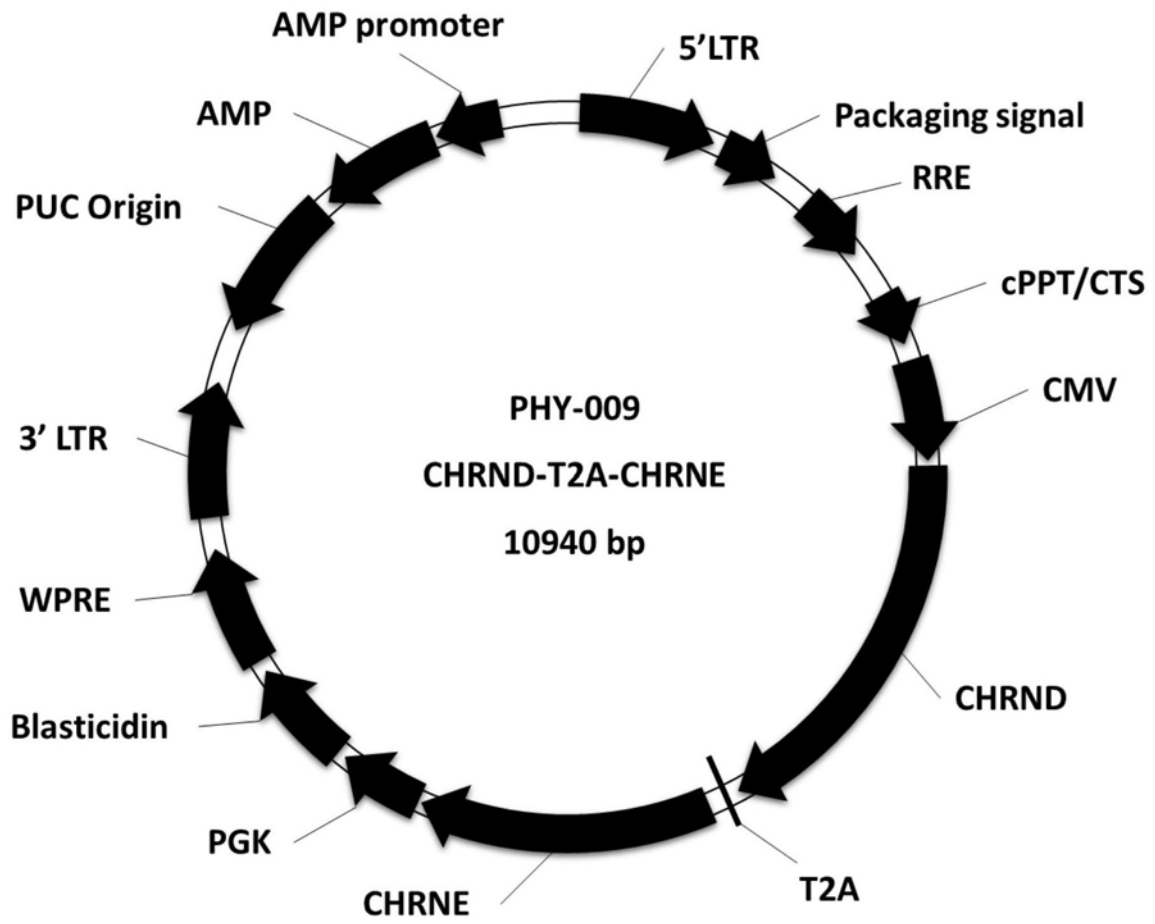 AMP promoter
5'LTR
AMP
Packaging signal
PUC Origin
RRE
cPPT/CTS
CMV
PHY-009
3’ LTR
CHRND-T2A-CHRNE
10940 bp
WPRE
CHRND
Blasticidin
PGK
T2A
CHRNE